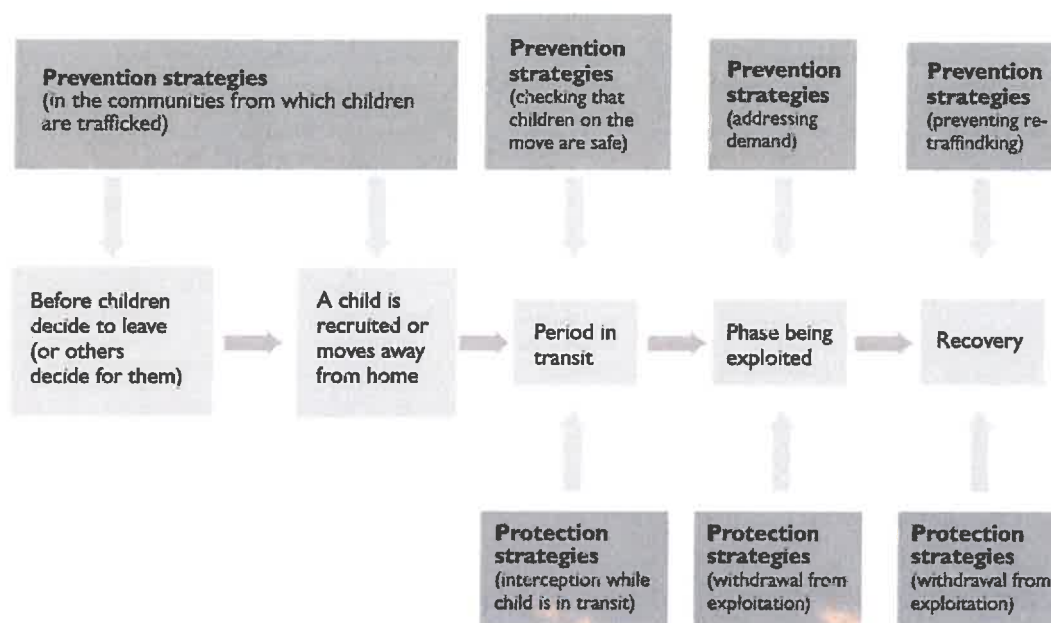 Prevention strategies
(in the communities from which children
are trafficked)
Prevention
strategies
(checking that
children on the
move are safe)
Prevention
strategies
(addressing
demand)
Prevention
strategies
(preventing re-
traffindking)
Before children
decide to leave
(or others
decide for them)
A child is
recruited or
moves away
from home
Period in
transit
Phase being
exploited
Recovery
Protection
strategies
(interception while
child is in transit)
Protection
strategies
(withdrawal from
exploitation)
Protection
strategies
(withdrawal from
exploitation)